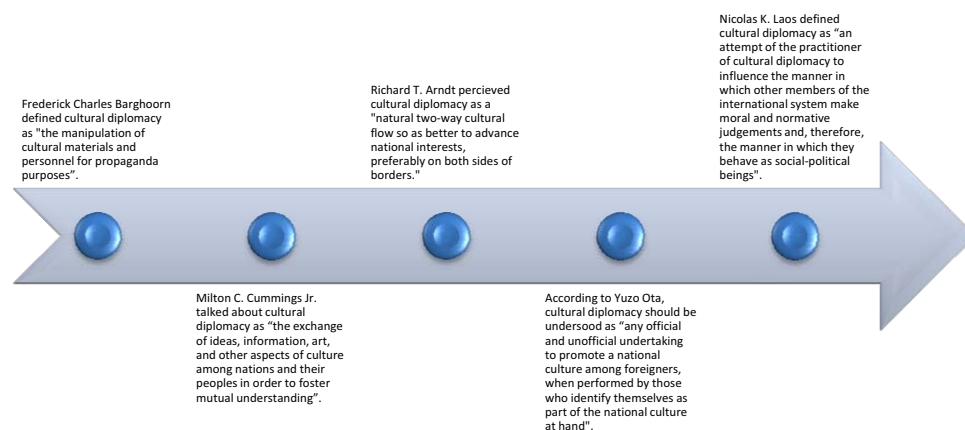 Frederick Charles Barghoorn
defined cultural diplomacy
as "the manipulation of
cultural materials and
personnel for propaganda
purposes”.
Milton C. Cummings Jr.
talked about cultural
diplomacy as “the exchange
of ideas, information, art,
and other aspects of culture
among nations and their
peoples in order to foster
mutual understanding”.
Richard T. Arndt percieved
cultural diplomacy as a
"natural two-way cultural
flow so as better to advance
national interests,
preferably on both sides of
borders."
According to Yuzo Ota,
cultural diplomacy should be
undersood as “any official
and unofficial undertaking
to promote a national
culture among foreigners,
when performed by those
who identify themselves as
part of the national culture
at hand".
Nicolas K. Laos defined
cultural diplomacy as “an
attempt of the practitioner
of cultural diplomacy to
influence the manner in
which other members of the
international system make
moral and normative
judgements and, therefore,
the manner in which they
behave as social-political
beings".